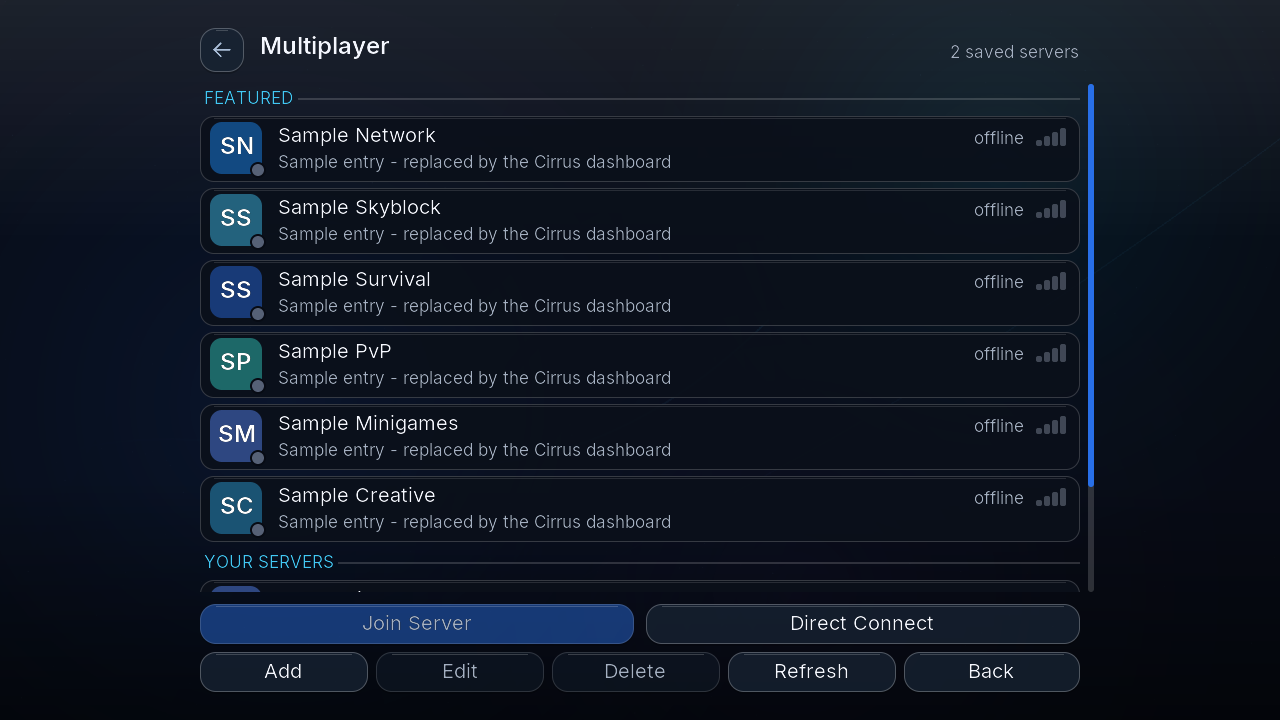 Multiplayer
2 saved servers
FEATURED
SN
Sample Network
offline
Sample entry - replaced by the Cirrus dashboard
SS
Sample Skyblock
offline
Sample entry - replaced by the Cirrus dashboard
SS
Sample Survival
offline
Sample entry - replaced by the Cirrus dashboard
SP
Sample PvP
offline
Sample entry - replaced by the Cirrus dashboard
SM
Sample Minigames
offline
Sample entry - replaced by the Cirrus dashboard
SC
Sample Creative
offline
Sample entry - replaced by the Cirrus dashboard
YOUR SERVERS
Join Server
Direct Connect
Add
Edit
Delete
Refresh
Back